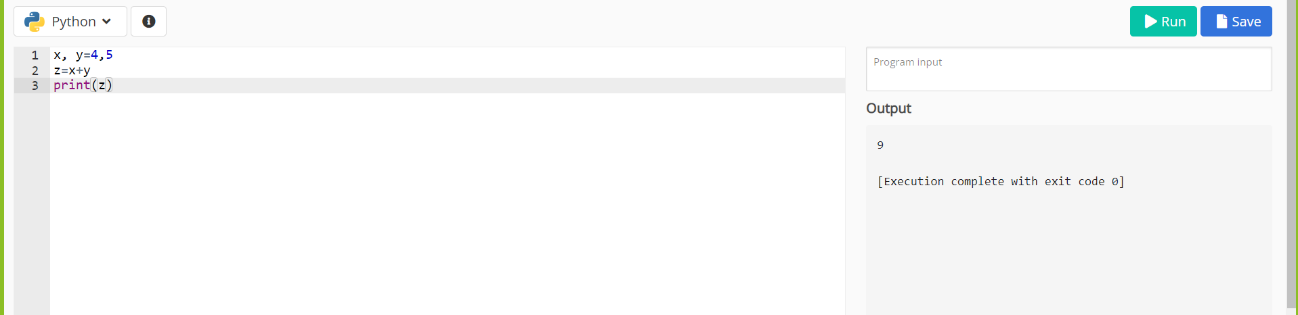 Python
Run
Save
1 x, y=4,5
2 z=x+y
3 print(z)
Program input
Output
9
[Execution complete with exit code 0]